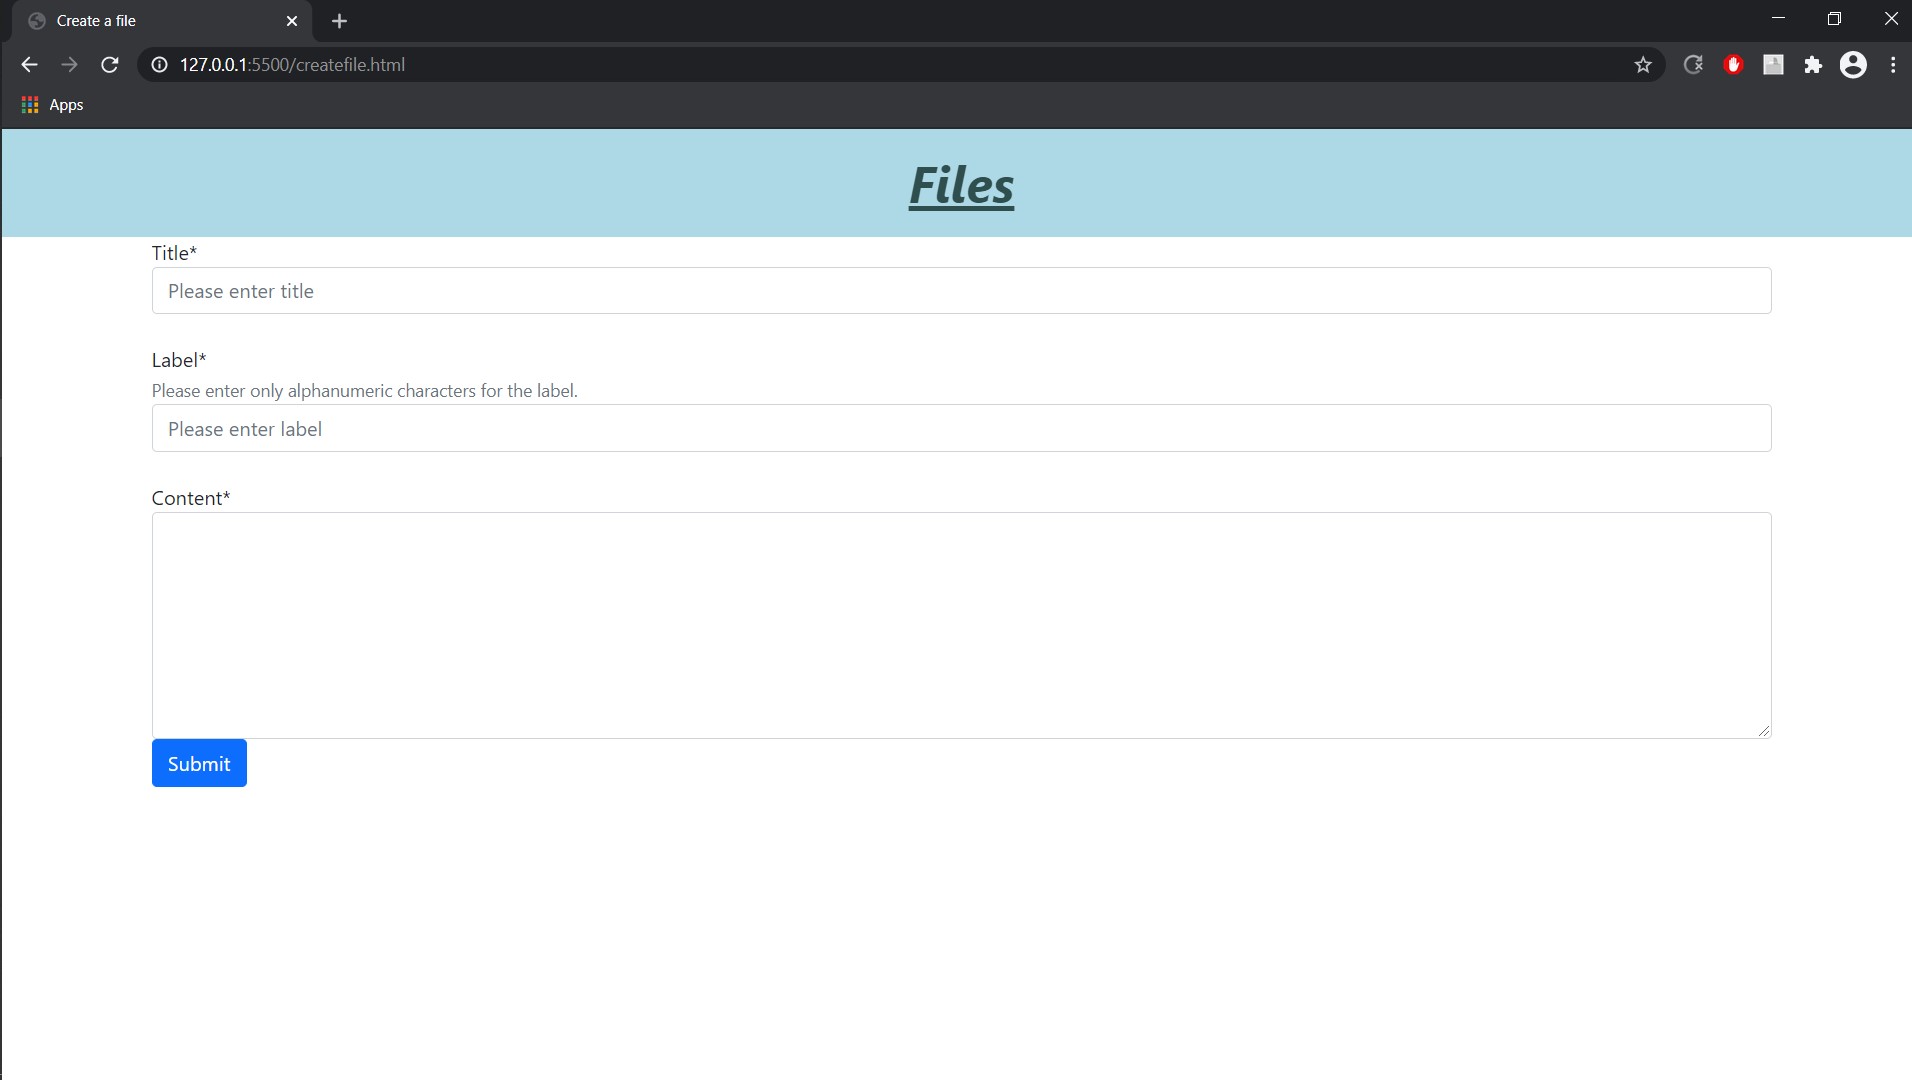 Create a file
127.0.0.1:5500/createfile.html
Apps
Files
Title*
Please enter title
Label*
Please enter only alphanumeric characters for the label.
Please enter label
Content*
Submit